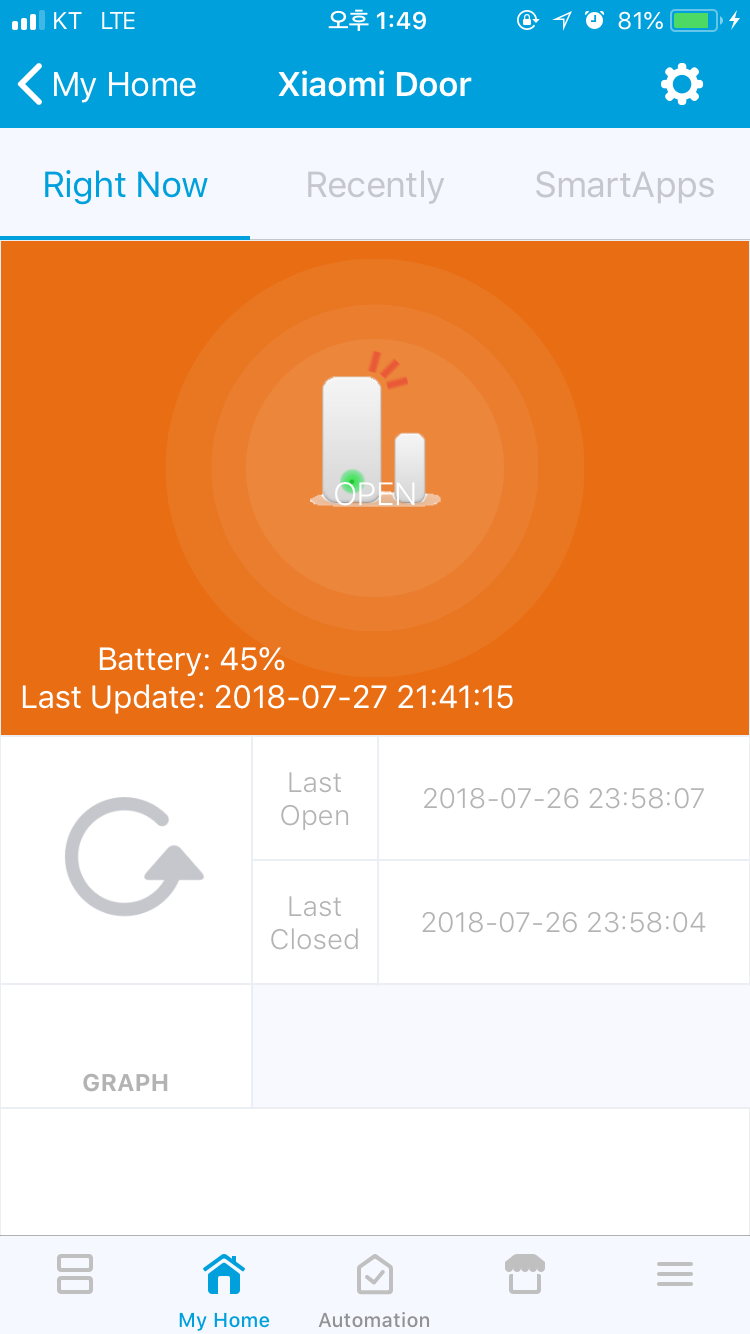 KT LTE 오후 1:49 81%
My Home Xiaomi Door
Right Now Recently SmartApps
OPEN
Battery: 45%
Last Update: 2018-07-27 21:41:15
Last
Open
2018-07-26 23:58:07
Last
Closed
2018-07-26 23:58:04
GRAPH
My Home Automation